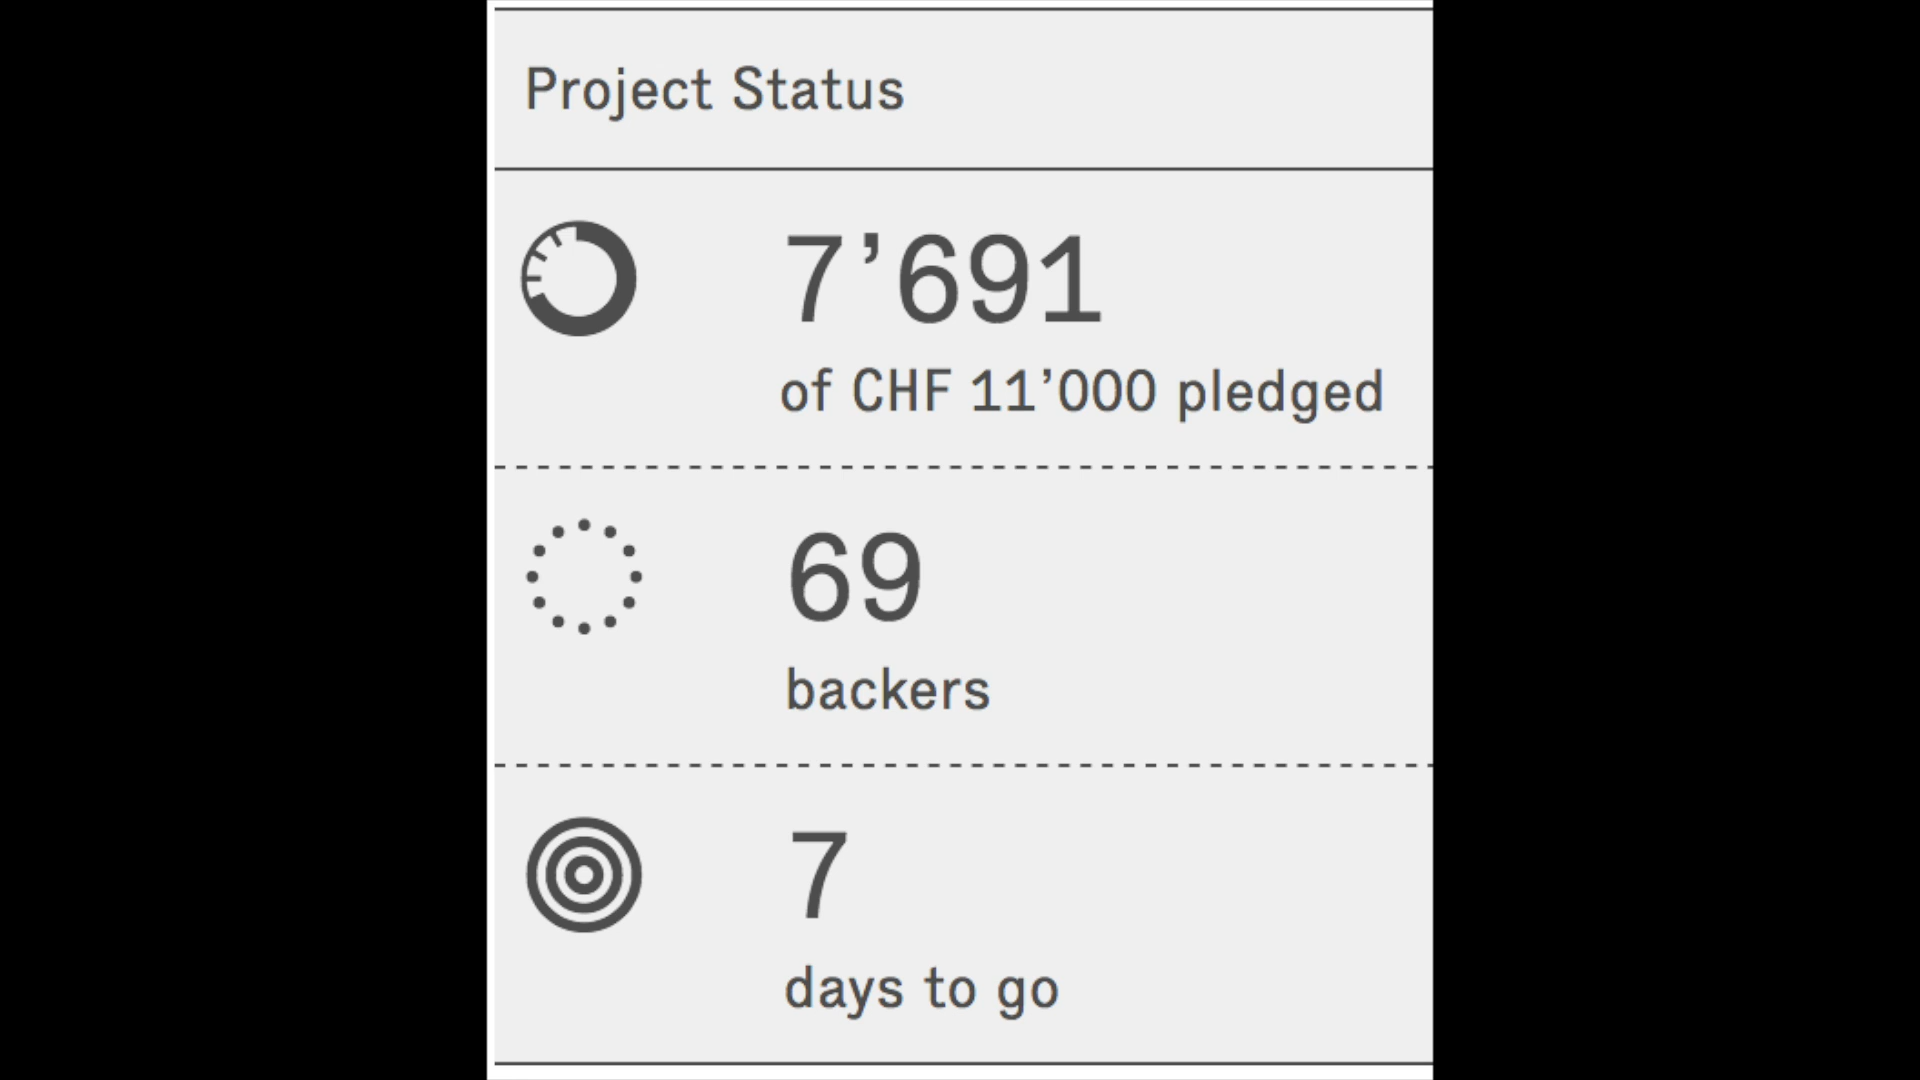 Project Status
7’691
of CHF 11’000 pledged
69
backers
7
days to go